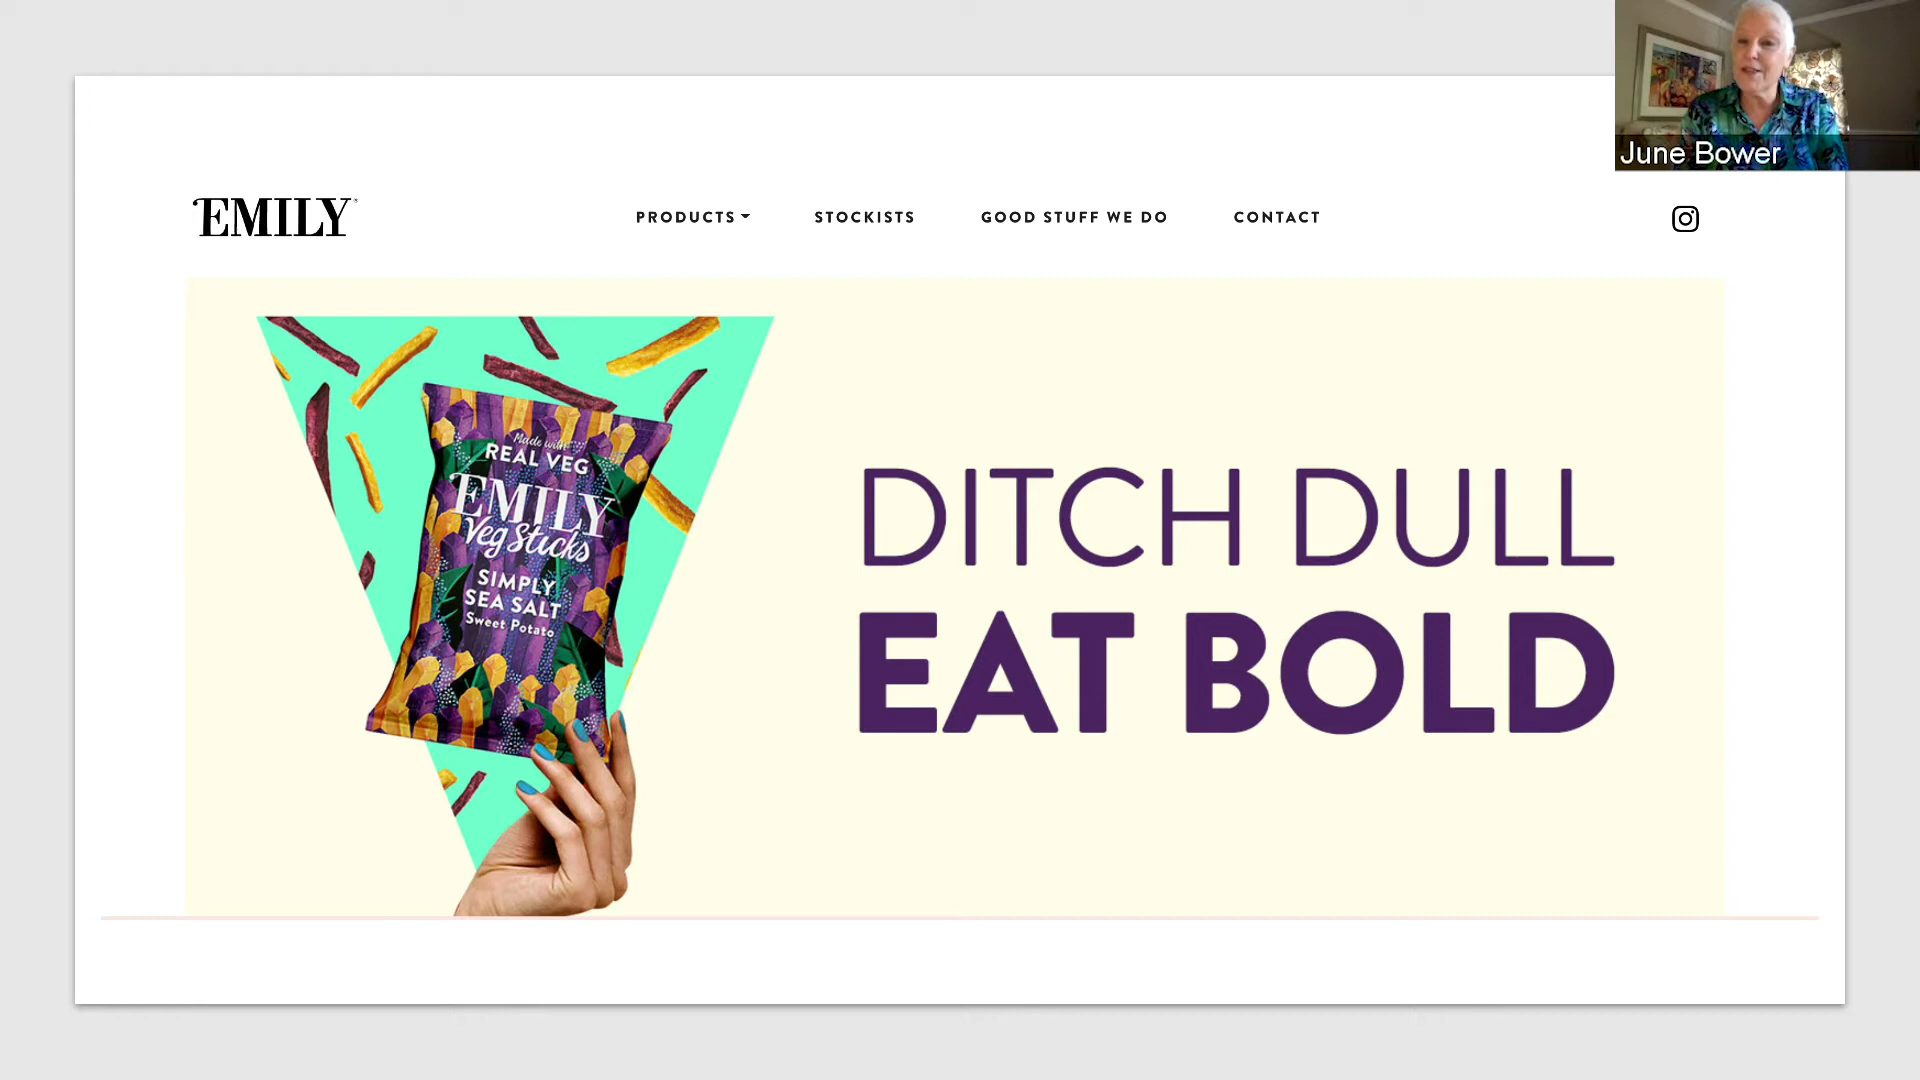 June Bower
EMILY®
PRODUCTS
STOCKISTS
GOOD STUFF WE DO
CONTACT
Made with
REAL VEG
EMILY
Veg Sticks
SIMPLY
SEA SALT
Sweet Potato
DITCH DULL
EAT BOLD